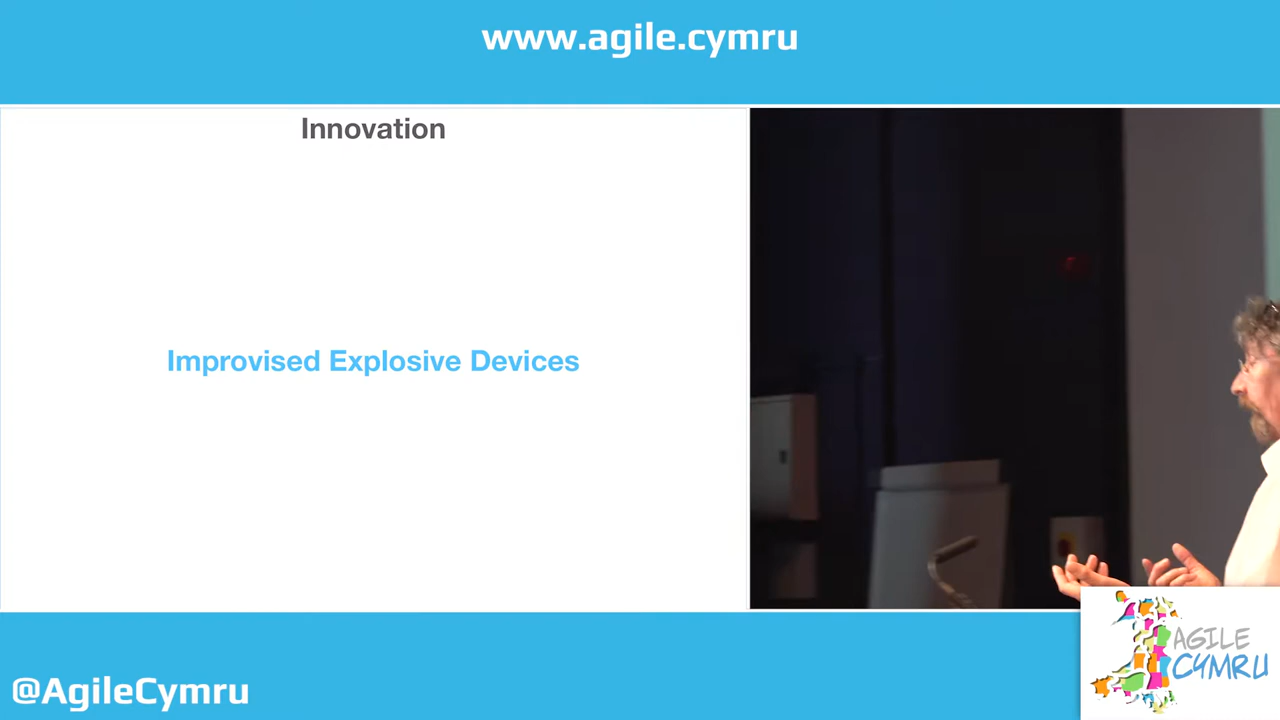 www.agile.cymru
Innovation
Improvised Explosive Devices
@AgileCymru
AGILE
CYMRU